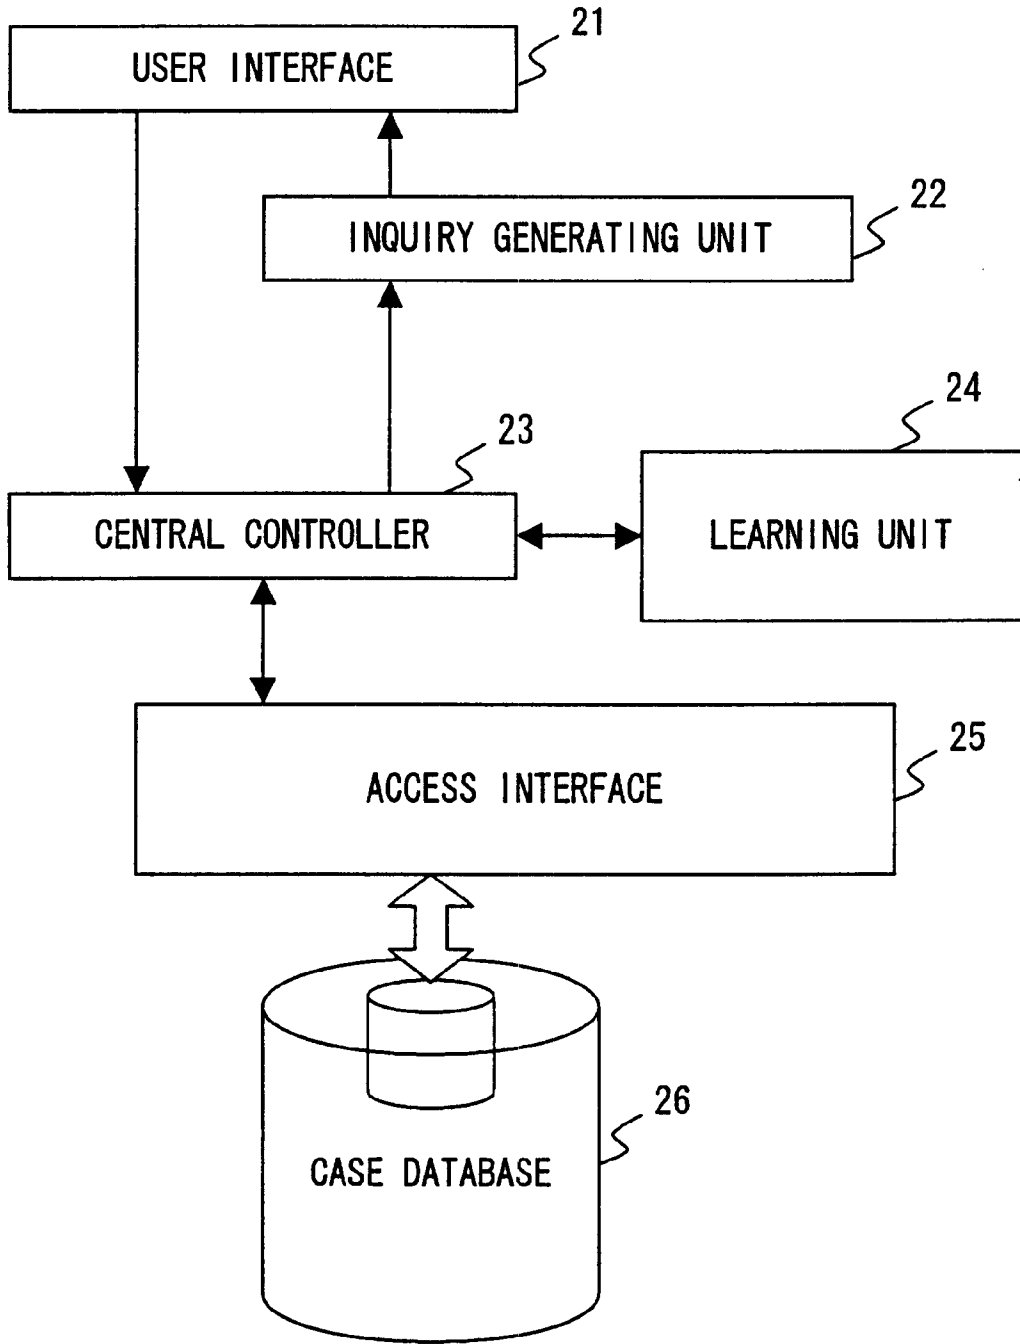 21
USER INTERFACE
22
INQUIRY GENERATING UNIT
24
23
CENTRAL CONTROLLER
LEARNING UNIT
25
ACCESS INTERFACE
26
CASE DATABASE